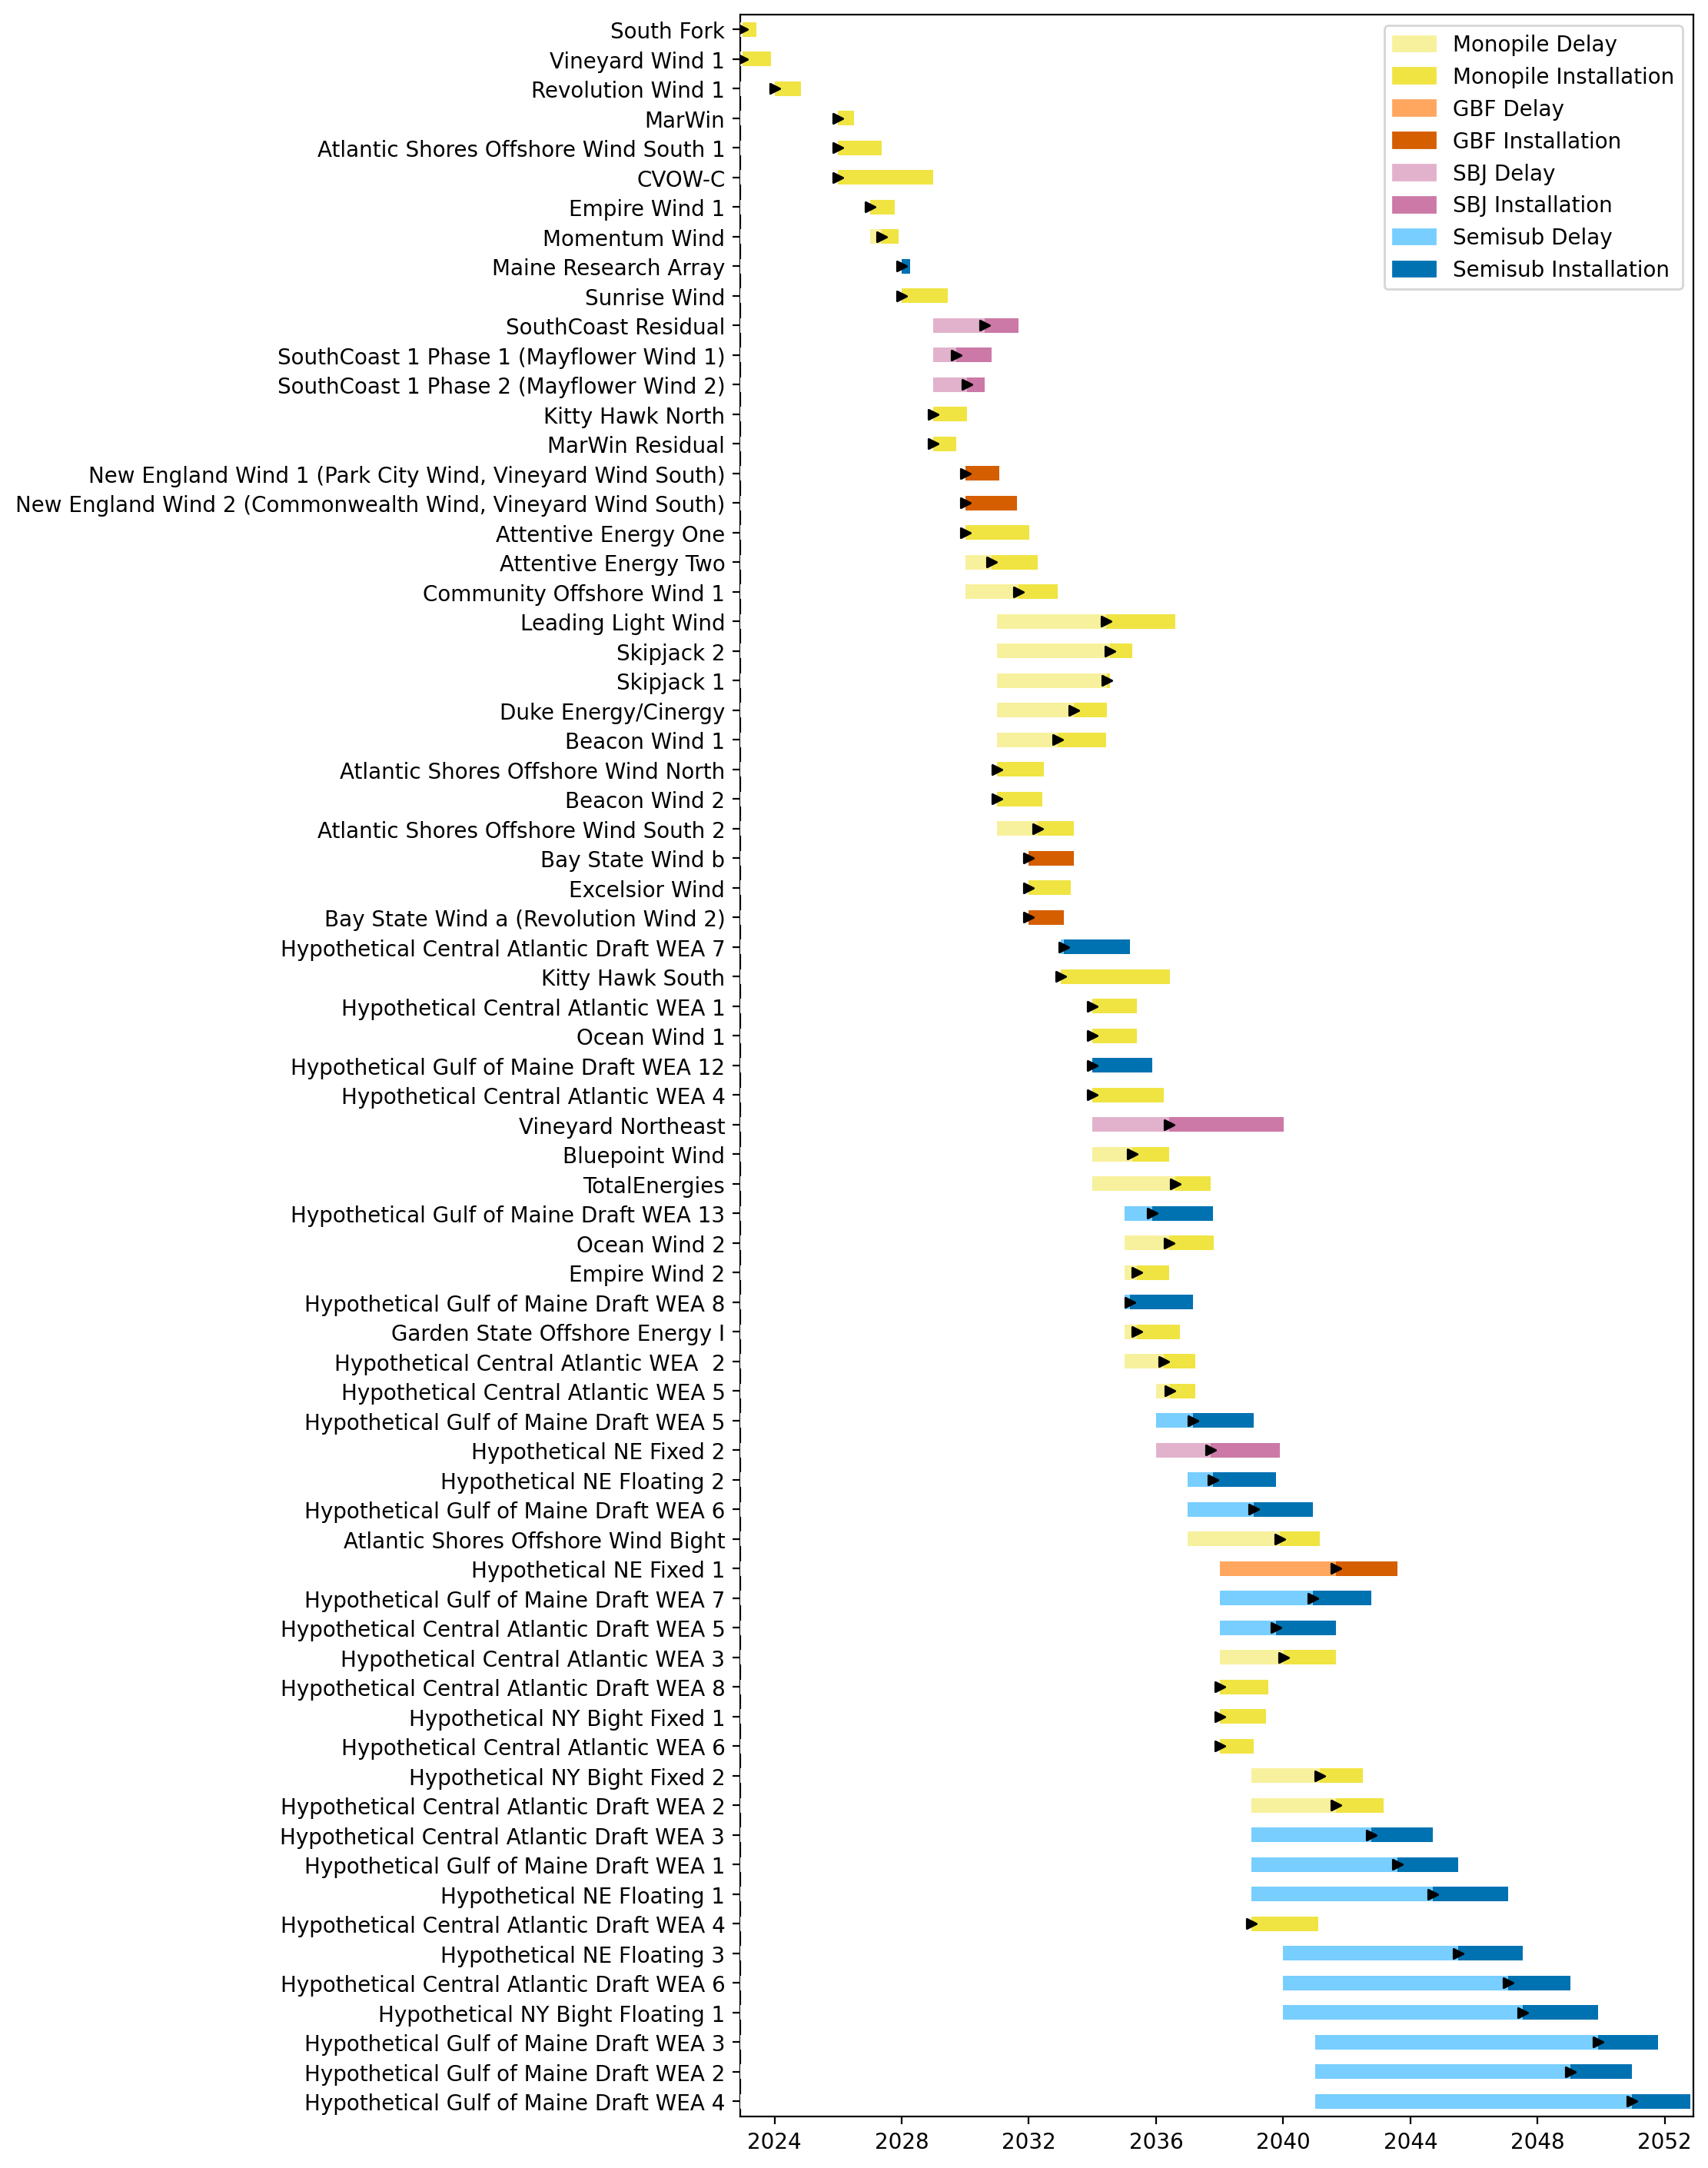 South Fork
Vineyard Wind 1
Revolution Wind 1
MarWin
Atlantic Shores Offshore Wind South 1
CVOW-C
Empire Wind 1
Momentum Wind
Maine Research Array
Sunrise Wind
SouthCoast Residual
SouthCoast 1 Phase 1 (Mayflower Wind 1)
SouthCoast 1 Phase 2 (Mayflower Wind 2)
Kitty Hawk North
MarWin Residual
New England Wind 1 (Park City Wind, Vineyard Wind South)
New England Wind 2 (Commonwealth Wind, Vineyard Wind South)
Attentive Energy One
Attentive Energy Two
Community Offshore Wind 1
Leading Light Wind
Skipjack 2
Skipjack 1
Duke Energy/Cinergy
Beacon Wind 1
Atlantic Shores Offshore Wind North
Beacon Wind 2
Atlantic Shores Offshore Wind South 2
Bay State Wind b
Excelsior Wind
Bay State Wind a (Revolution Wind 2)
Hypothetical Central Atlantic Draft WEA 7
Kitty Hawk South
Hypothetical Central Atlantic WEA 1
Ocean Wind 1
Hypothetical Gulf of Maine Draft WEA 12
Hypothetical Central Atlantic WEA 4
Vineyard Northeast
Bluepoint Wind
TotalEnergies
Hypothetical Gulf of Maine Draft WEA 13
Ocean Wind 2
Empire Wind 2
Hypothetical Gulf of Maine Draft WEA 8
Garden State Offshore Energy I
Hypothetical Central Atlantic WEA  2
Hypothetical Central Atlantic WEA 5
Hypothetical Gulf of Maine Draft WEA 5
Hypothetical NE Fixed 2
Hypothetical NE Floating 2
Hypothetical Gulf of Maine Draft WEA 6
Atlantic Shores Offshore Wind Bight
Hypothetical NE Fixed 1
Hypothetical Gulf of Maine Draft WEA 7
Hypothetical Central Atlantic Draft WEA 5
Hypothetical Central Atlantic WEA 3
Hypothetical Central Atlantic Draft WEA 8
Hypothetical NY Bight Fixed 1
Hypothetical Central Atlantic WEA 6
Hypothetical NY Bight Fixed 2
Hypothetical Central Atlantic Draft WEA 2
Hypothetical Central Atlantic Draft WEA 3
Hypothetical Gulf of Maine Draft WEA 1
Hypothetical NE Floating 1
Hypothetical Central Atlantic Draft WEA 4
Hypothetical NE Floating 3
Hypothetical Central Atlantic Draft WEA 6
Hypothetical NY Bight Floating 1
Hypothetical Gulf of Maine Draft WEA 3
Hypothetical Gulf of Maine Draft WEA 2
Hypothetical Gulf of Maine Draft WEA 4
Monopile Delay
Monopile Installation
GBF Delay
GBF Installation
SBJ Delay
SBJ Installation
Semisub Delay
Semisub Installation
2024 2028 2032 2036 2040 2044 2048 2052